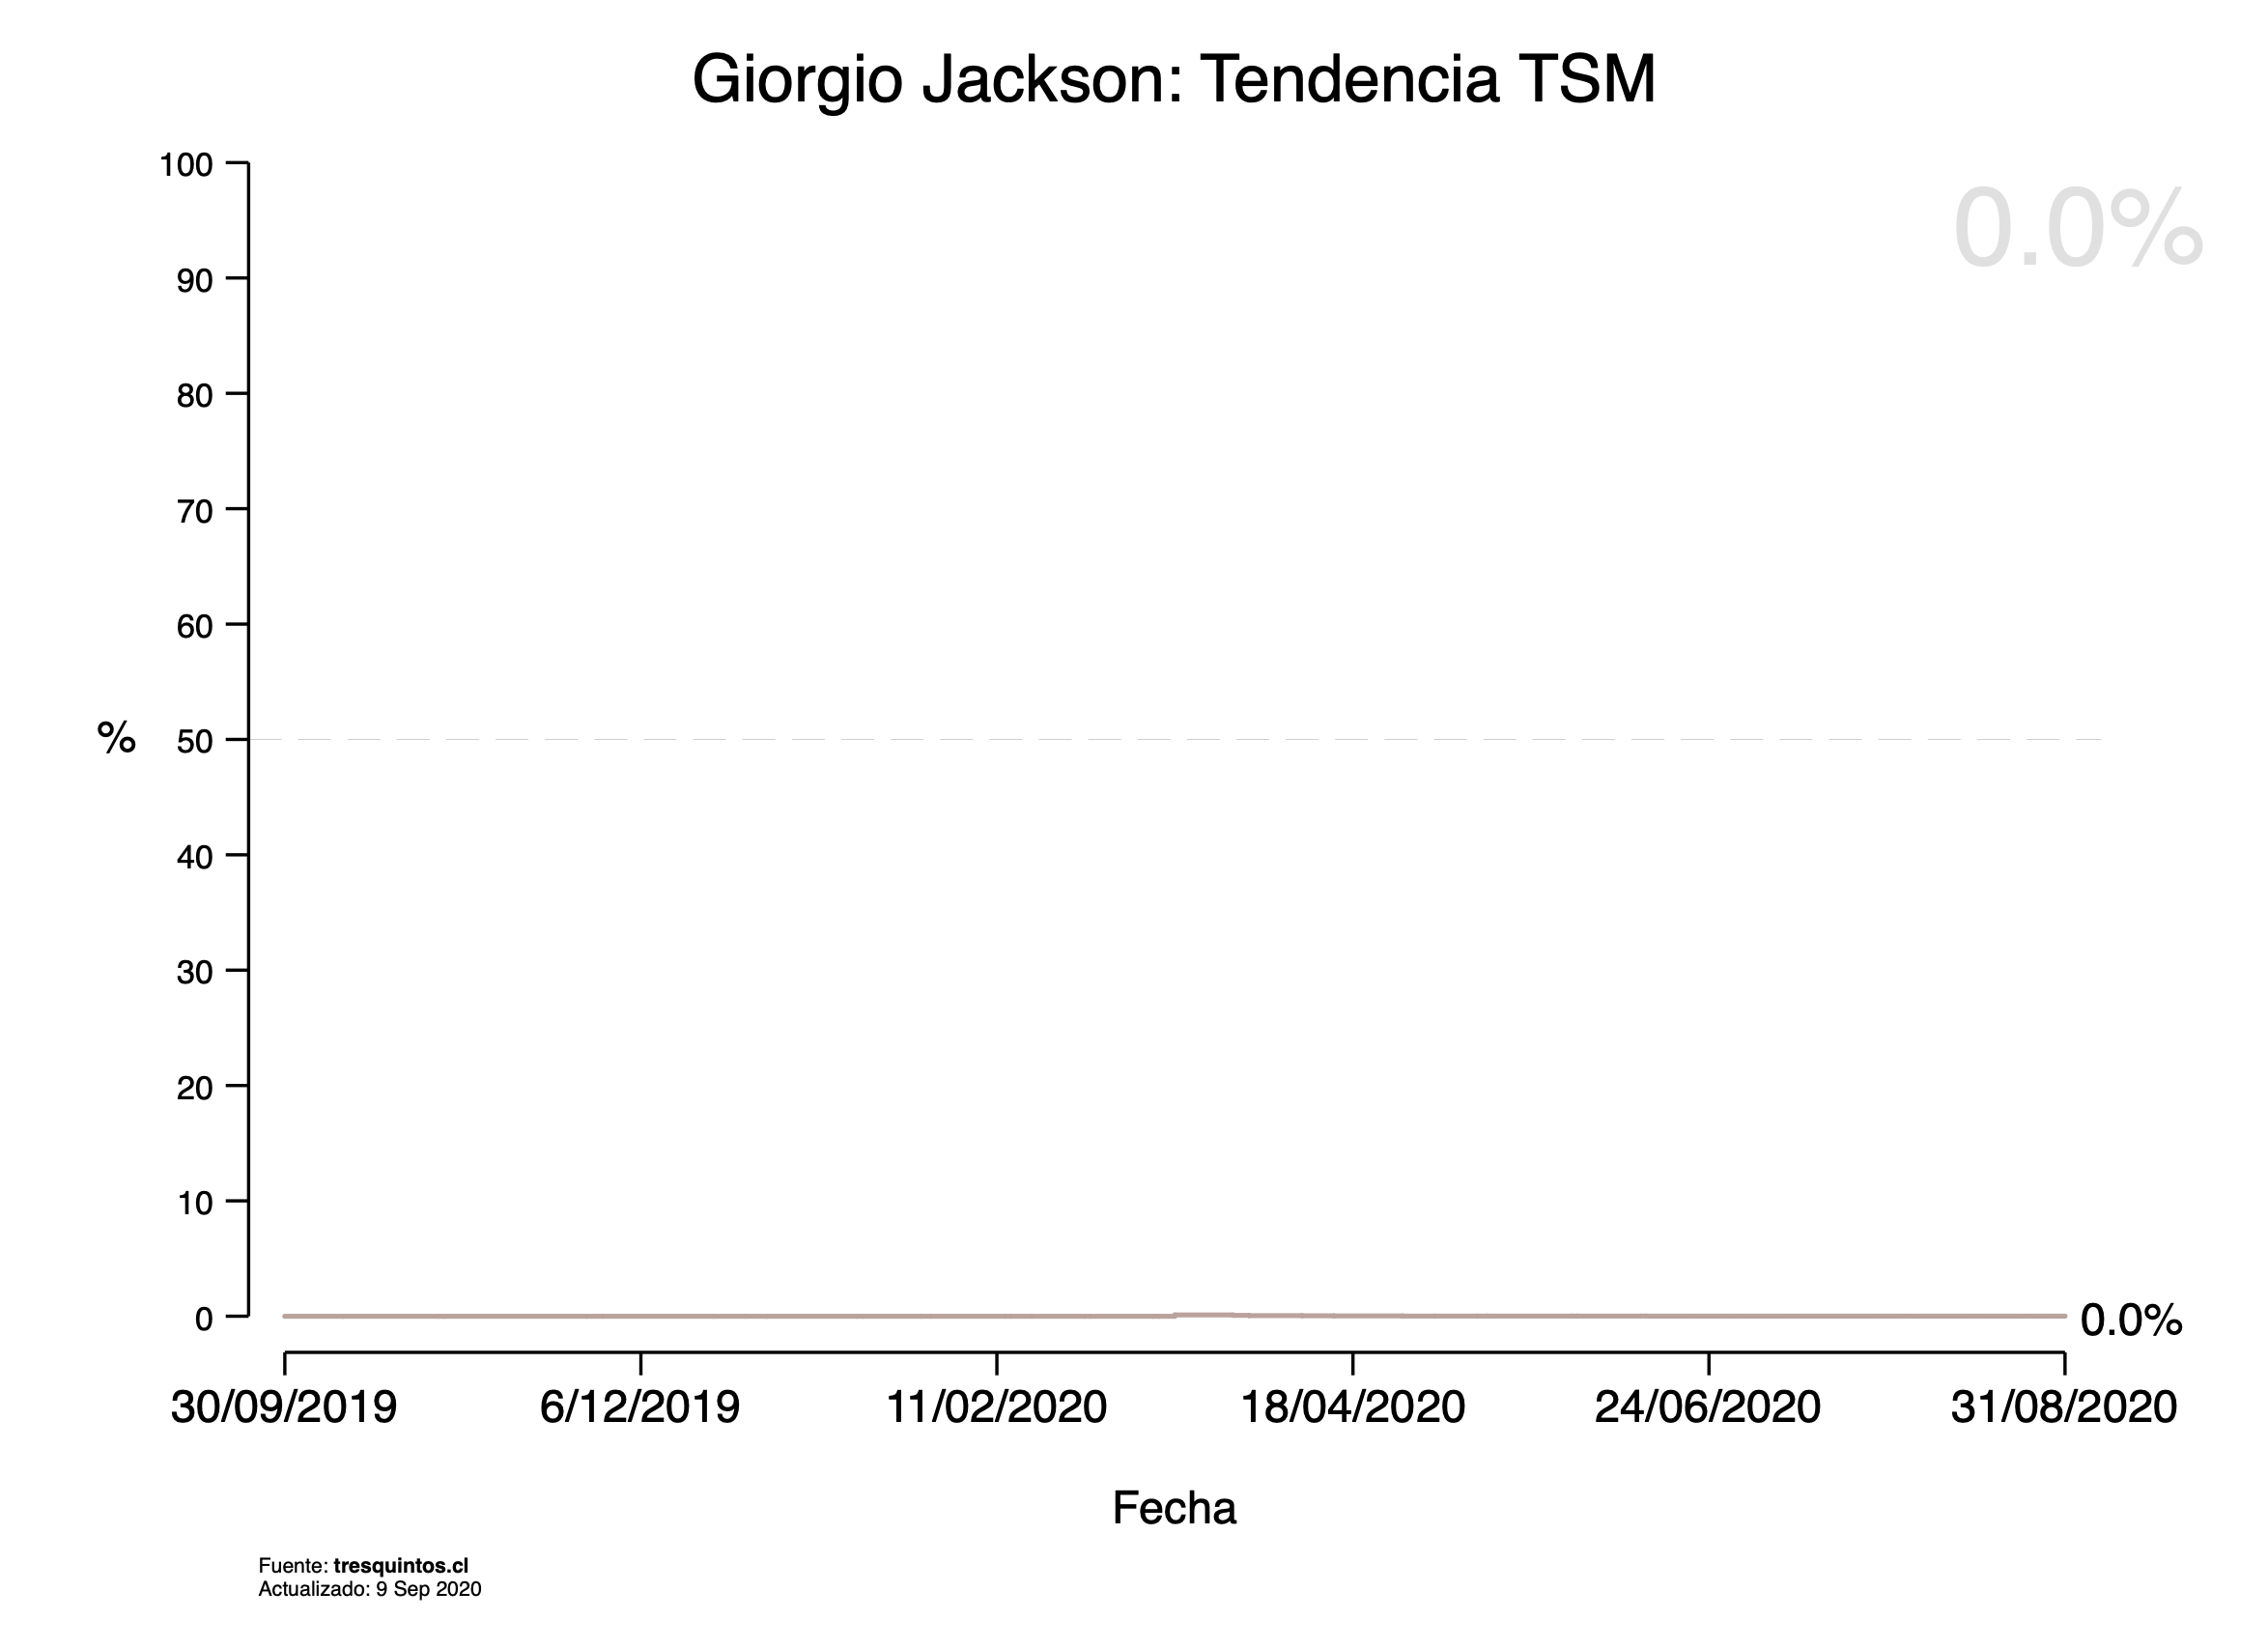 Giorgio Jackson: Tendencia TSM
100
0.0%
90
80
70
60
% 50
40
30
20
10
0
0.0%
30/09/2019 6/12/2019 11/02/2020 18/04/2020 24/06/2020 31/08/2020
Fecha
Fuente: tresquintos.cl
Actualizado: 9 Sep 2020